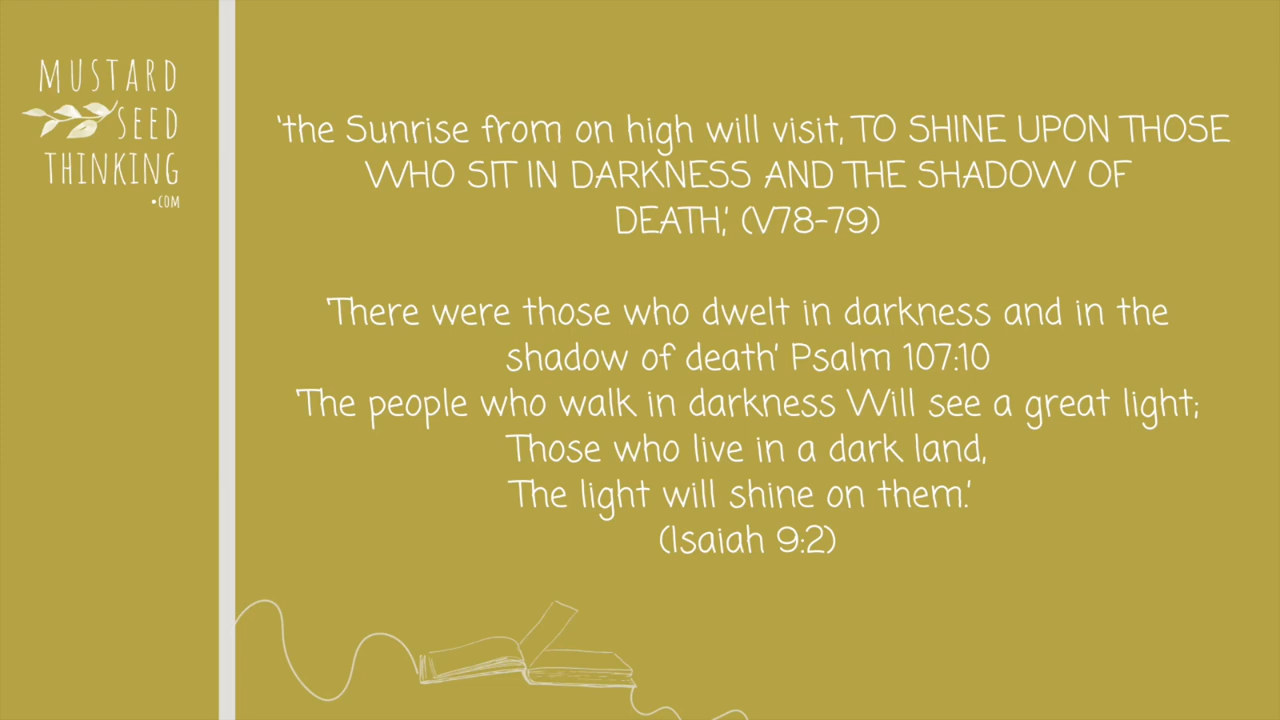 MUSTARD
SEED
THINKING
.COM
'the Sunrise from on high will visit, TO SHINE UPON THOSE
WHO SIT IN DARKNESS AND THE SHADOW OF
DEATH,' (V78-79)
'There were those who dwelt in darkness and in the
shadow of death' Psalm 107:10
'The people who walk in darkness Will see a great light;
Those who live in a dark land,
The light will shine on them.'
(Isaiah 9:2)